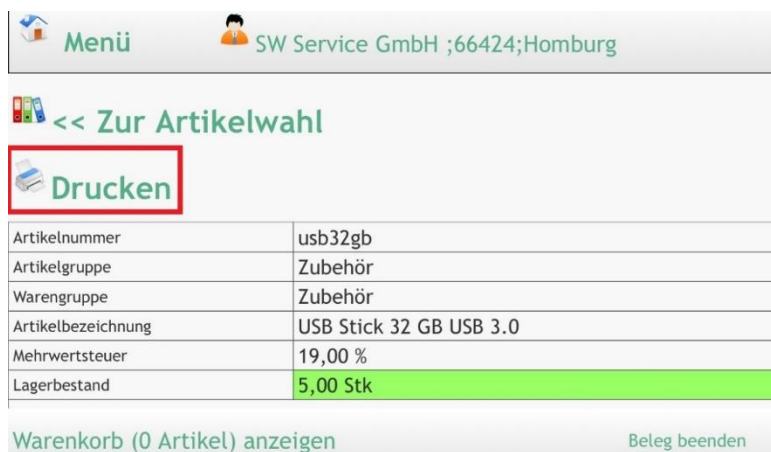 Menü SW Service GmbH ;66424;Homburg
<< Zur Artikelwahl
Drucken
Artikelnummer usb32gb
Artikelgruppe Zubehör
Warengruppe Zubehör
Artikelbezeichnung USB Stick 32 GB USB 3.0
Mehrwertsteuer 19,00 %
Lagerbestand 5,00 Stk
Warenkorb (0 Artikel) anzeigen Beleg beenden